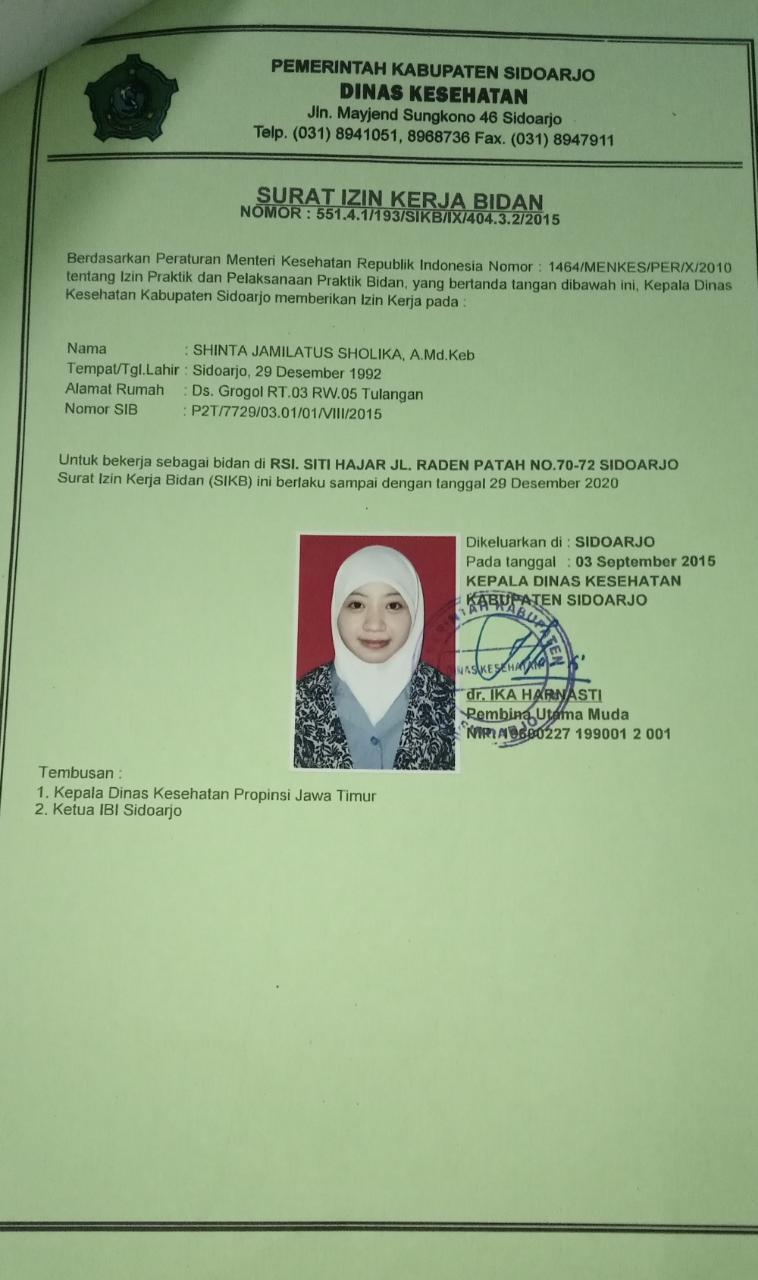 PEMERINTAH KABUPATEN SIDOARJO
DINAS KESEHATAN
Jln. Mayjend Sungkono 46 Sidoarjo
Telp. (031) 8941051, 8968736 Fax. (031) 8947911
SURAT IZIN KERJA BIDAN
NOMOR : 551.4.1/193/SIKB/IX/404.3.2/2015
Berdasarkan Peraturan Menteri Kesehatan Republik Indonesia Nomor : 1464/MENKES/PER/X/2010
tentang Izin Praktik dan Pelaksanaan Praktik Bidan, yang bertanda tangan dibawah ini, Kepala Dinas
Kesehatan Kabupaten Sidoarjo memberikan Izin Kerja pada :
Nama : SHINTA JAMILATUS SHOLIKA, A.Md.Keb
Tempat/Tgl.Lahir : Sidoarjo, 29 Desember 1992
Alamat Rumah : Ds. Grogol RT.03 RW.05 Tulangan
Nomor SIB : P2T/7729/03.01/01/VIII/2015
Untuk bekerja sebagai bidan di RSI. SITI HAJAR JL. RADEN PATAH NO.70-72 SIDOARJO
Surat Izin Kerja Bidan (SIKB) ini berlaku sampai dengan tanggal 29 Desember 2020
Dikeluarkan di : SIDOARJO
Pada tanggal : 03 September 2015
KEPALA DINAS KESEHATAN
KABUPATEN SIDOARJO
DINAS KESEHATAN
dr. IKA HARNASTI
Pembina Utama Muda
NIP. 199001 2 001
Tembusan :
1. Kepala Dinas Kesehatan Propinsi Jawa Timur
2. Ketua IBI Sidoarjo